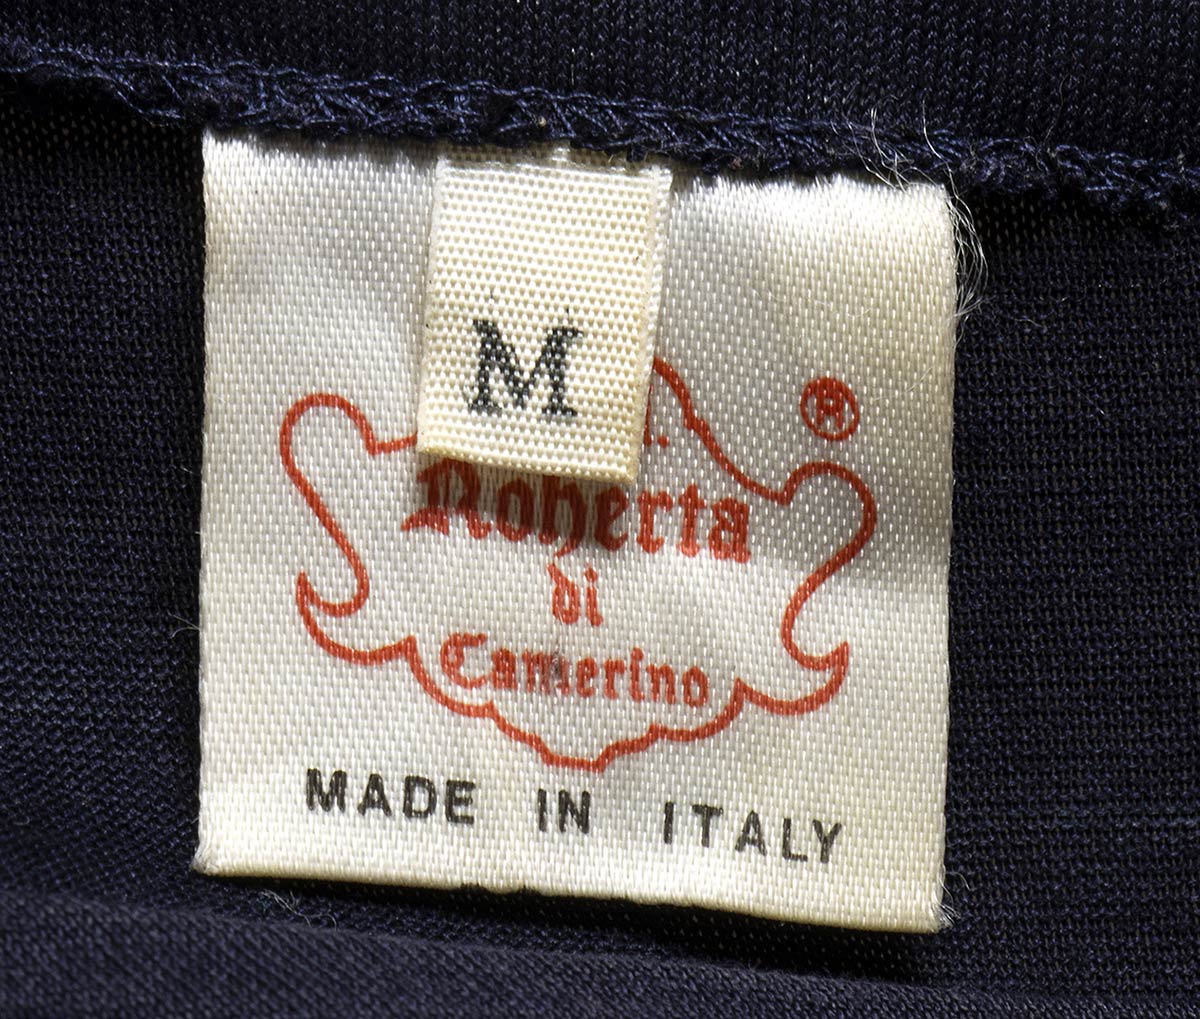 M
®
Roberta
di
Camerino
MADE IN ITALY